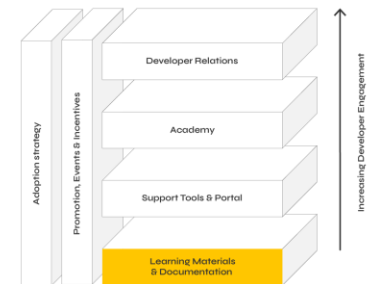 Adoption strategy
Promotion, Events & Incentives
Developer Relations
Academy
Support Tools & Portal
Learning Materials
& Documentation
Increasing Developer Engagement